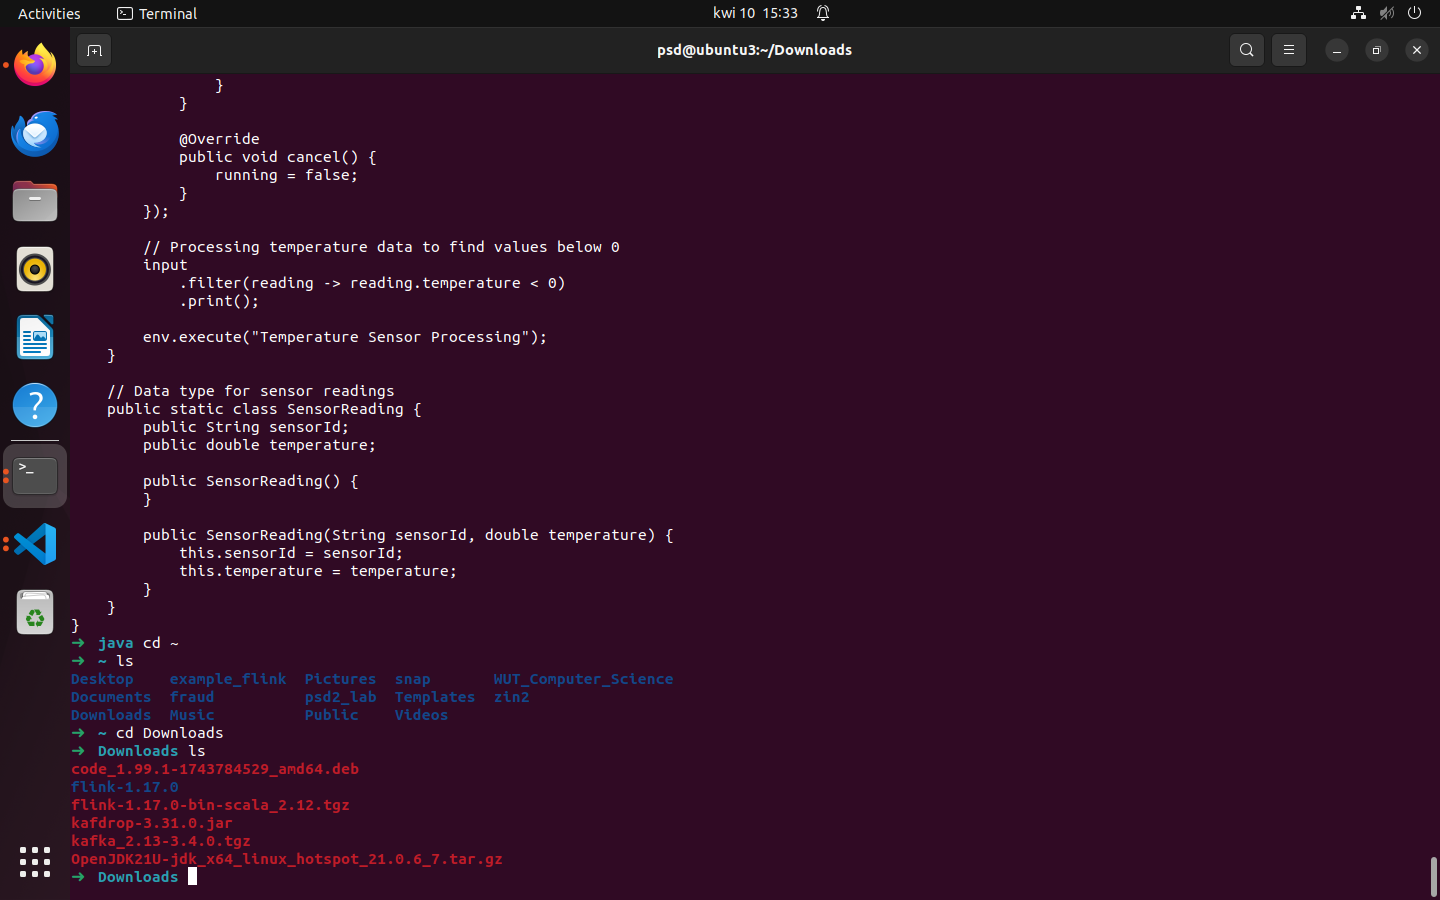 Activities Terminal kwi 10 15:33
psd@ubuntu3:~/Downloads
}
}
@Override
public void cancel() {
running = false;
}
});
// Processing temperature data to find values below 0
input
.filter(reading -> reading.temperature < 0)
.print();
env.execute("Temperature Sensor Processing");
}
// Data type for sensor readings
public static class SensorReading {
public String sensorId;
public double temperature;
public SensorReading() {
}
public SensorReading(String sensorId, double temperature) {
this.sensorId = sensorId;
this.temperature = temperature;
}
}
}
➜ java cd ~
➜ ~ ls
Desktop example_flink Pictures snap WUT_Computer_Science
Documents fraud psd2_lab Templates zin2
Downloads Music Public Videos
➜ ~ cd Downloads
➜ Downloads ls
code_1.99.1-1743784529_amd64.deb
flink-1.17.0
flink-1.17.0-bin-scala_2.12.tgz
kafdrop-3.31.0.jar
kafka_2.13-3.4.0.tgz
OpenJDK21U-jdk_x64_linux_hotspot_21.0.6_7.tar.gz
➜ Downloads